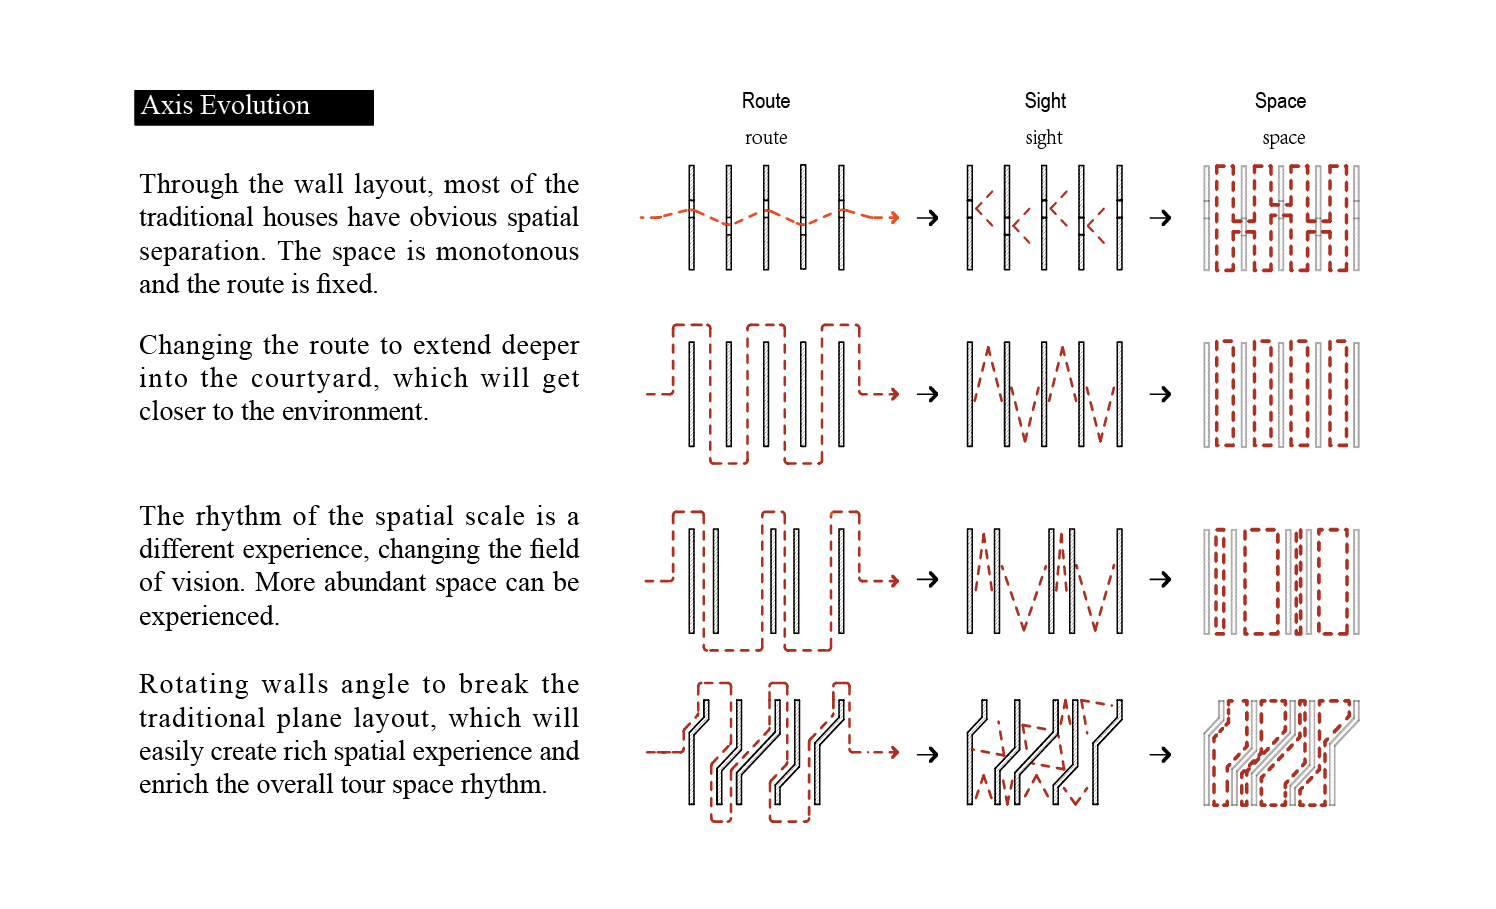 Axis Evolution
Route
Sight
Space
route
sight
space
Through the wall layout, most of the
traditional houses have obvious spatial
separation. The space is monotonous
and the route is fixed.
Changing the route to extend deeper
into the courtyard, which will get
closer to the environment.
The rhythm of the spatial scale is a
different experience, changing the field
of vision. More abundant space can be
experienced.
Rotating walls angle to break the
traditional plane layout, which will
easily create rich spatial experience and
enrich the overall tour space rhythm.